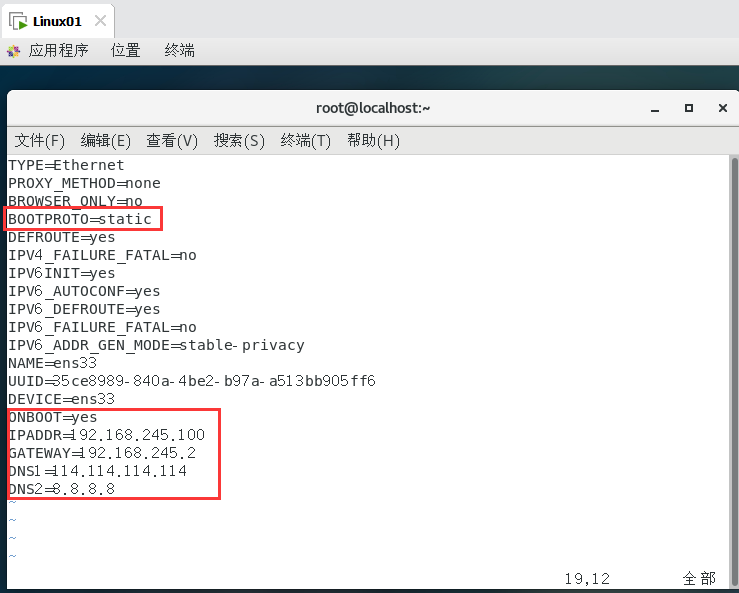 Linux01
应用程序 位置 终端
root@localhost:~
文件(F) 编辑(E) 查看(V) 搜索(S) 终端(T) 帮助(H)
TYPE=Ethernet
PROXY_METHOD=none
BROWSER_ONLY=no
BOOTPROTO=static
DEFROUTE=yes
IPV4_FAILURE_FATAL=no
IPV6INIT=yes
IPV6_AUTOCONF=yes
IPV6_DEFROUTE=yes
IPV6_FAILURE_FATAL=no
IPV6_ADDR_GEN_MODE=stable-privacy
NAME=ens33
UUID=35ce8989-840a-4be2-b97a-a513bb905ff6
DEVICE=ens33
ONBOOT=yes
IPADDR=192.168.245.100
GATEWAY=192.168.245.2
DNS1=114.114.114.114
DNS2=8.8.8.8
~
~
~
~
19,12 全部